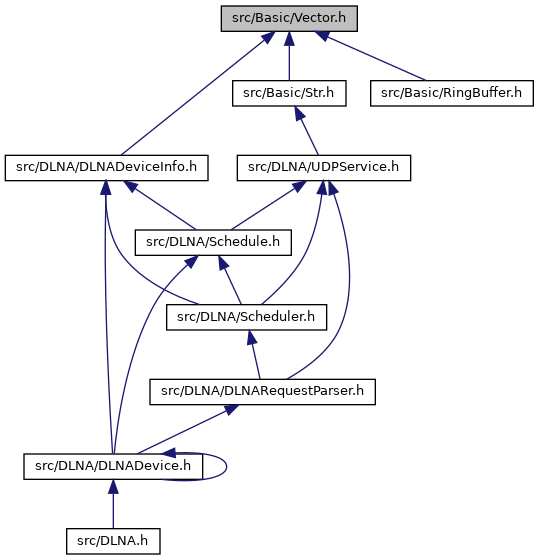 src/Basic/Vector.h
src/Basic/Str.h
src/Basic/RingBuffer.h
src/DLNA/DLNADeviceInfo.h
src/DLNA/UDPService.h
src/DLNA/Schedule.h
src/DLNA/Scheduler.h
src/DLNA/DLNARequestParser.h
src/DLNA/DLNADevice.h
src/DLNA.h